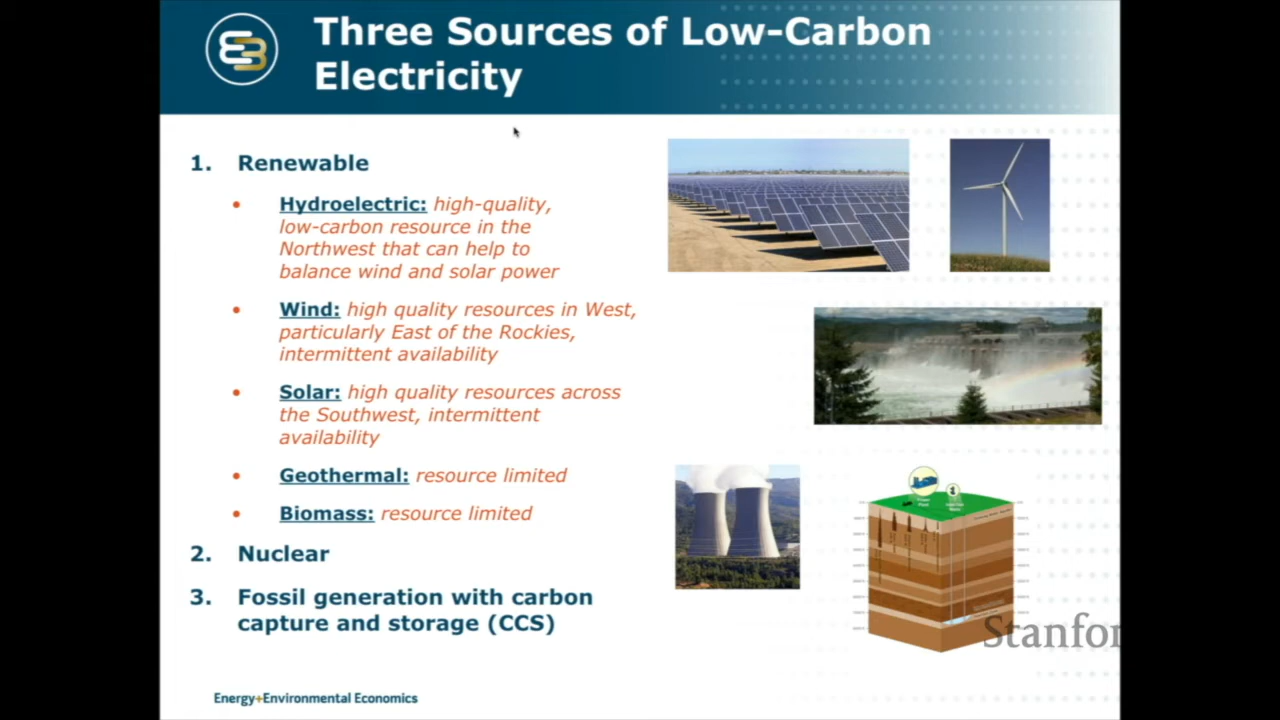 Three Sources of Low-Carbon
Electricity
1. Renewable
• Hydroelectric: high-quality,
low-carbon resource in the
Northwest that can help to
balance wind and solar power
• Wind: high quality resources in West,
particularly East of the Rockies,
intermittent availability
• Solar: high quality resources across
the Southwest, intermittent
availability
• Geothermal: resource limited
• Biomass: resource limited
2. Nuclear
3. Fossil generation with carbon
capture and storage (CCS)
Stanfor
Energy+Environmental Economics